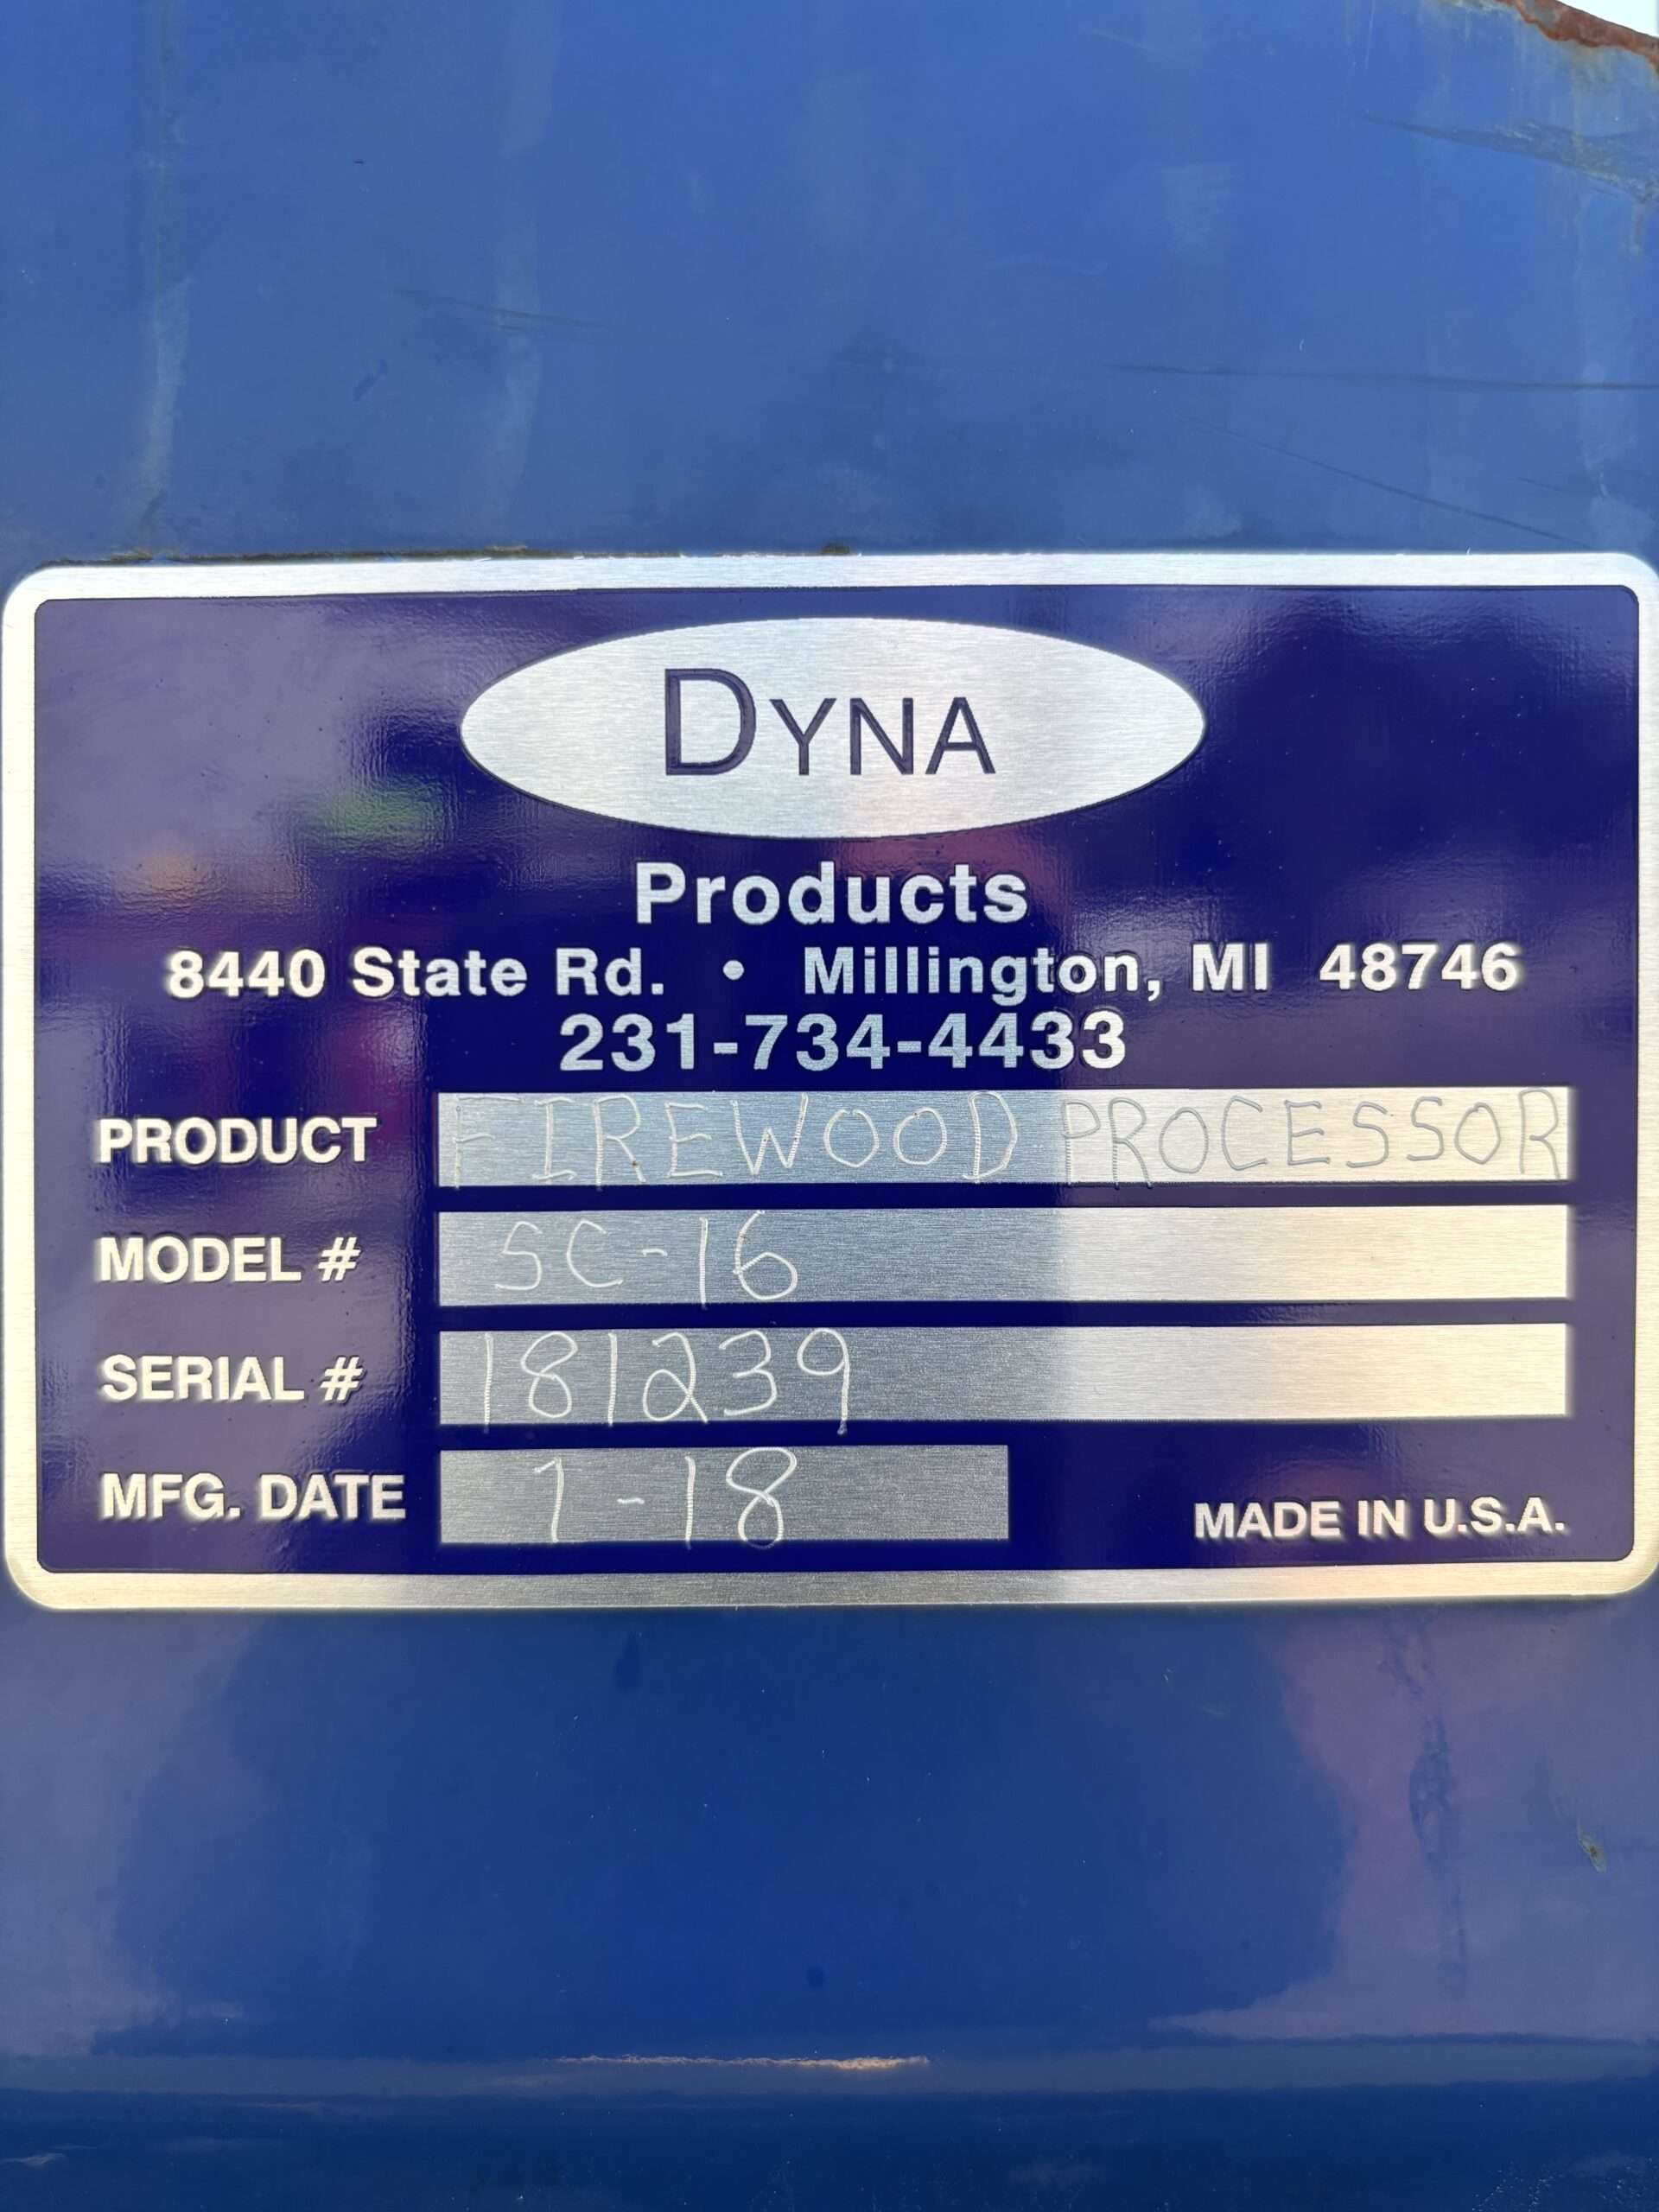 DYNA
Products
8440 State Rd. • Millington, MI 48746
231-734-4433
PRODUCT FIREWOOD PROCESSOR
MODEL # SC-16
SERIAL # 181239
MFG. DATE 1-18
MADE IN U.S.A.